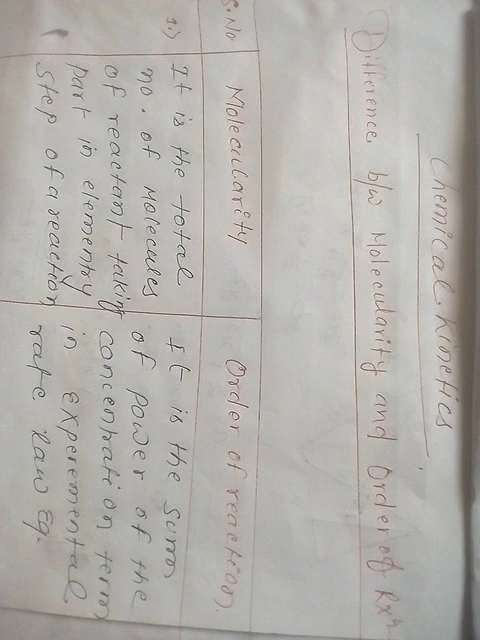 Chemical Kinetics
Difference b/w Molecularity and Order of Rxⁿ
S.No Molecularity Order of reaction.
1.) It is the total
no. of Molecules
of reactant taking
part in elementry
step of a reaction
It is the sum
of power of the
concentration term
in experemental
rate Law Eq.